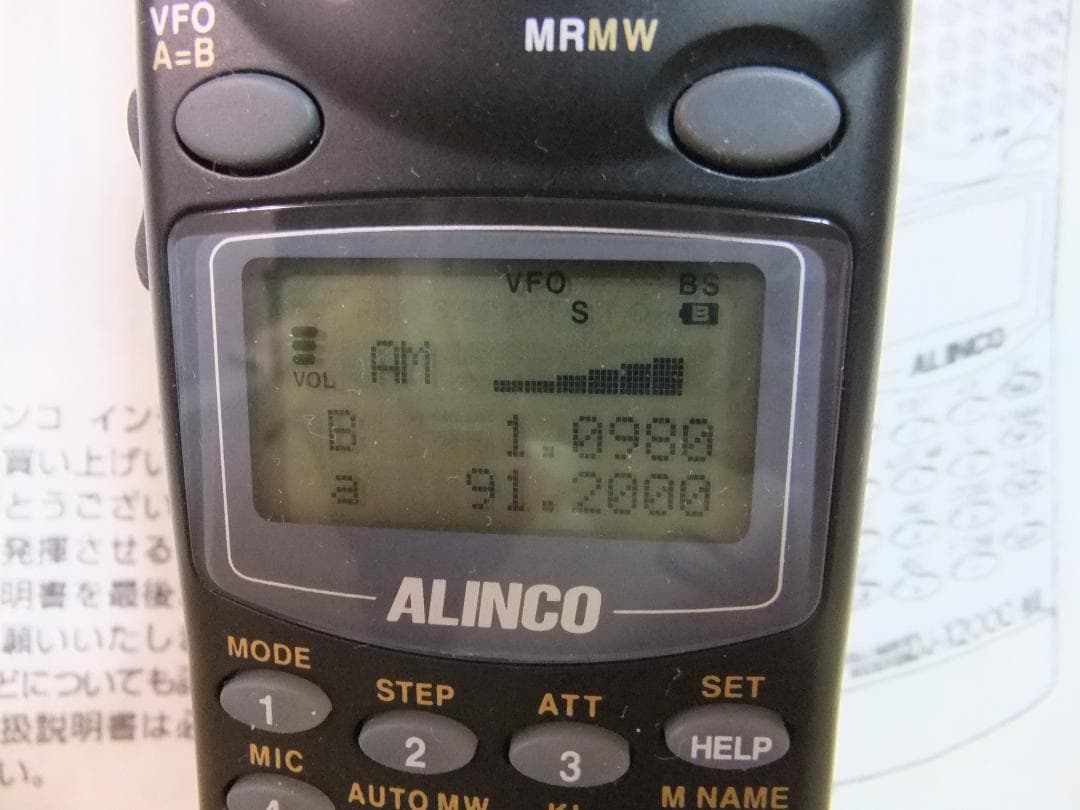 VFO
A=B
MRMW
VFO
BS
S
B
VOL
AM
B 1.0980
a 91.2000
ALINCO
ALINCO
MODE
1
STEP
2
ATT
3
SET
HELP
MIC
AUTO MW
M NAME
ンコ イン
買い上げい
とうござい
発揮させる
明書を最後
願いいたし
どについても
扱説明書は必
い。